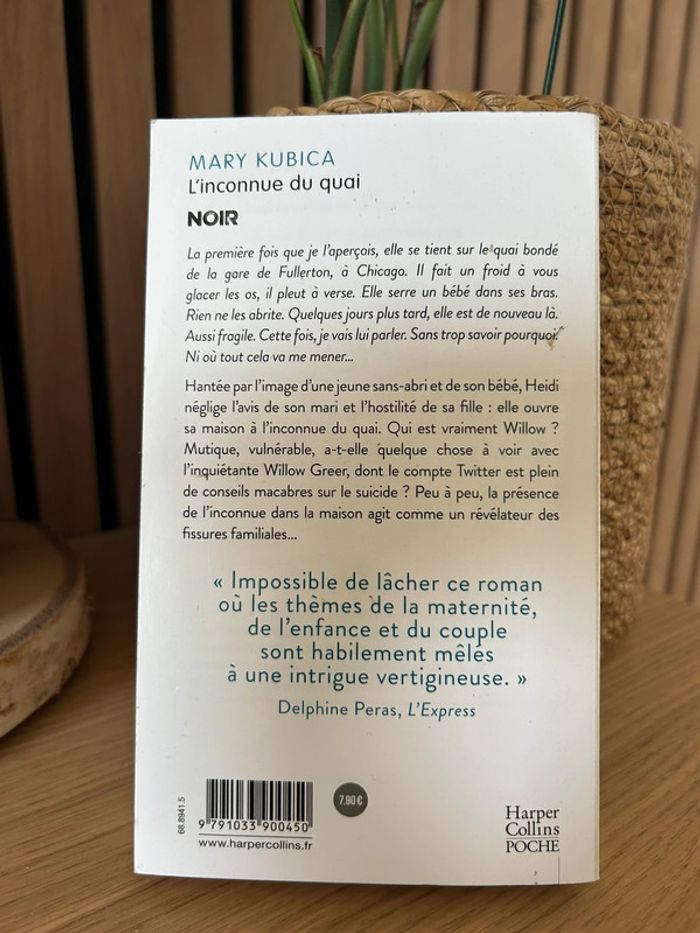 MARY KUBICA
L'inconnue du quai
NOIR
La première fois que je l'aperçois, elle se tient sur le quai bondé
de la gare de Fullerton, à Chicago. Il fait un froid à vous
glacer les os, il pleut à verse. Elle serre un bébé dans ses bras.
Rien ne les abrite. Quelques jours plus tard, elle est de nouveau là.
Aussi fragile. Cette fois, je vais lui parler. Sans trop savoir pourquoi.
Ni où tout cela va me mener...
Hantée par l'image d'une jeune sans-abri et de son bébé, Heidi
néglige l'avis de son mari et l'hostilité de sa fille : elle ouvre
sa maison à l'inconnue du quai. Qui est vraiment Willow ?
Mutique, vulnérable, a-t-elle quelque chose à voir avec
l'inquiétante Willow Greer, dont le compte Twitter est plein
de conseils macabres sur le suicide ? Peu à peu, la présence
de l'inconnue dans la maison agit comme un révélateur des
fissures familiales...
« Impossible de lâcher ce roman
où les thèmes de la maternité,
de l'enfance et du couple
sont habilement mêlés
à une intrigue vertigineuse. »
Delphine Peras, L'Express
68.8941.5
9 791033 900450
www.harpercollins.fr
7.90 €
Harper
Collins
POCHE